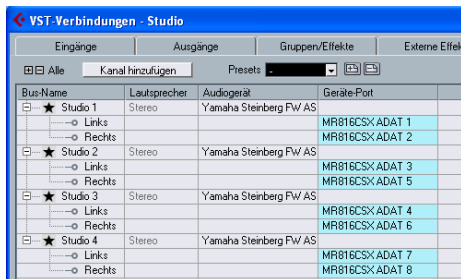 VST-Verbindungen - Studio
Eingänge Ausgänge Gruppen/Effekte Externe Effek
Alle Kanal hinzufügen Presets -
Bus-Name Lautsprecher Audiogerät Geräte-Port
Studio 1 Stereo Yamaha Steinberg FW AS
Links MR816CSX ADAT 1
Rechts MR816CSX ADAT 2
Studio 2 Stereo Yamaha Steinberg FW AS
Links MR816CSX ADAT 3
Rechts MR816CSX ADAT 5
Studio 3 Stereo Yamaha Steinberg FW AS
Links MR816CSX ADAT 4
Rechts MR816CSX ADAT 6
Studio 4 Stereo Yamaha Steinberg FW AS
Links MR816CSX ADAT 7
Rechts MR816CSX ADAT 8